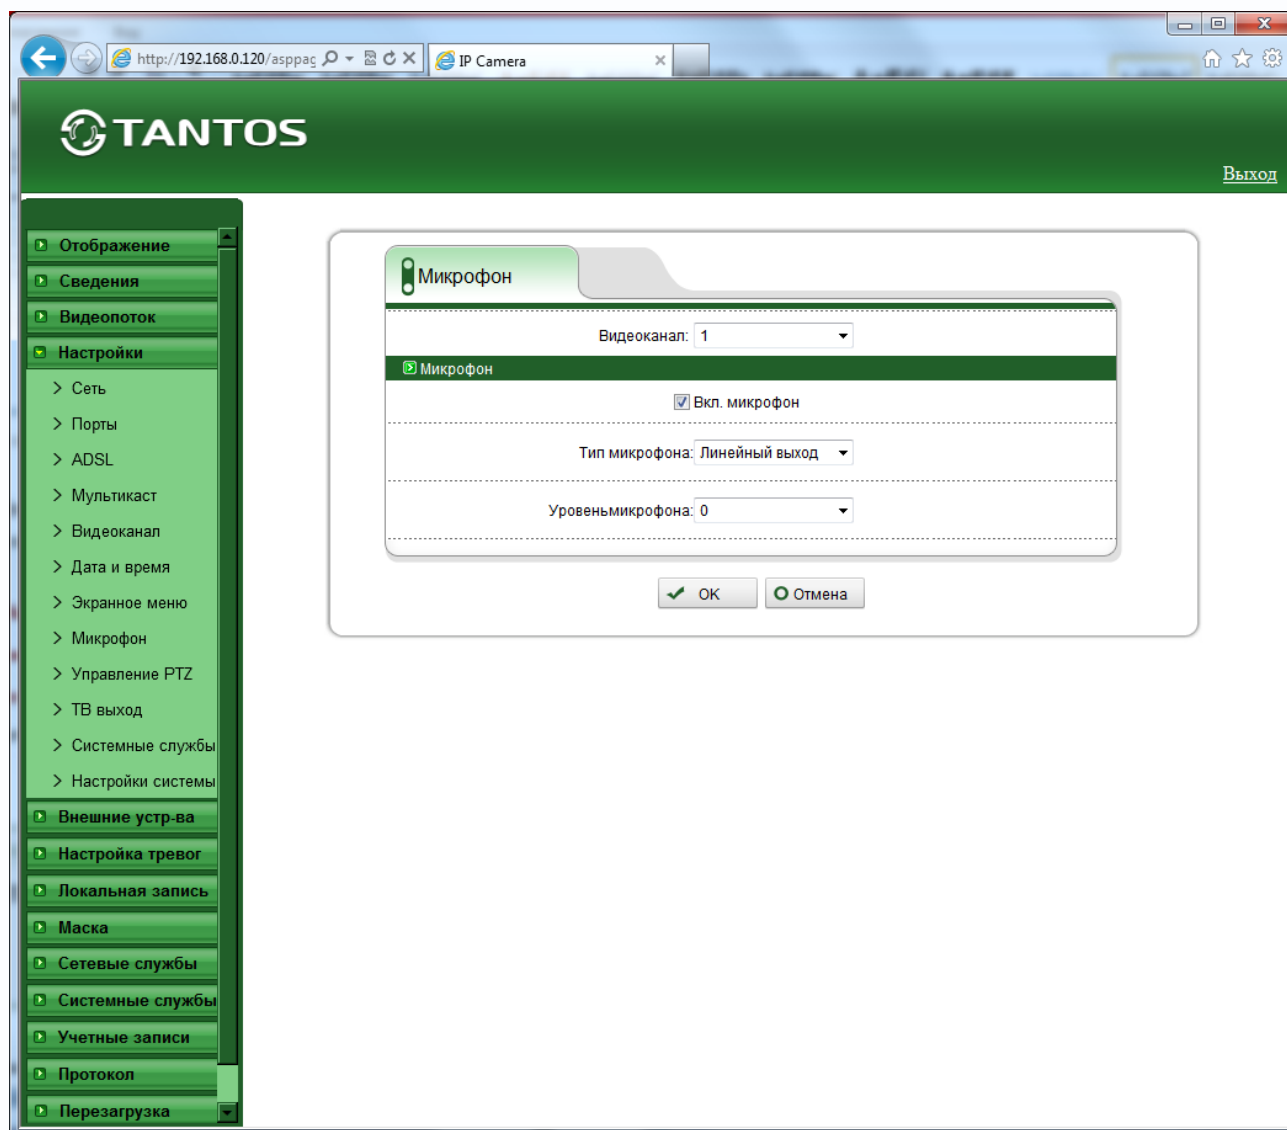 http://192.168.0.120/asppag
IP Camera
TANTOS
Выход
Отображение
Сведения
Видеопоток
Настройки
Сеть
Порты
ADSL
Мультикаст
Видеоканал
Дата и время
Экранное меню
Микрофон
Управление PTZ
ТВ выход
Системные службы
Настройки системы
Внешние устр-ва
Настройка тревог
Локальная запись
Маска
Сетевые службы
Системные службы
Учетные записи
Протокол
Перезагрузка
Микрофон
Видеоканал: 1
Микрофон
Вкл. микрофон
Тип микрофона: Линейный выход
Уровеньмикрофона: 0
OK
Отмена